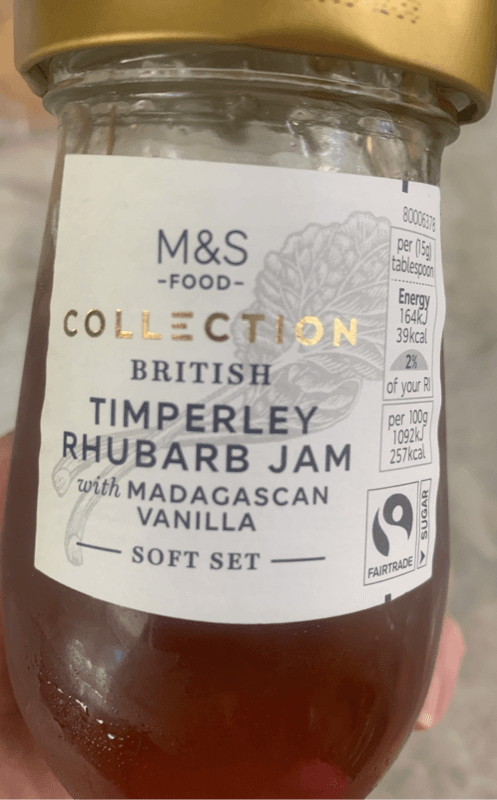 M&S
-FOOD-
COLLECTION
BRITISH
TIMPERLEY
RHUBARB JAM
with MADAGASCAN
VANILLA
SOFT SET
80006378
per (15g)
tablespoon
Energy
164kJ
39kcal
2%
of your RI
per 100g
1092kJ
257kcal
FAIRTRADE
SUGAR